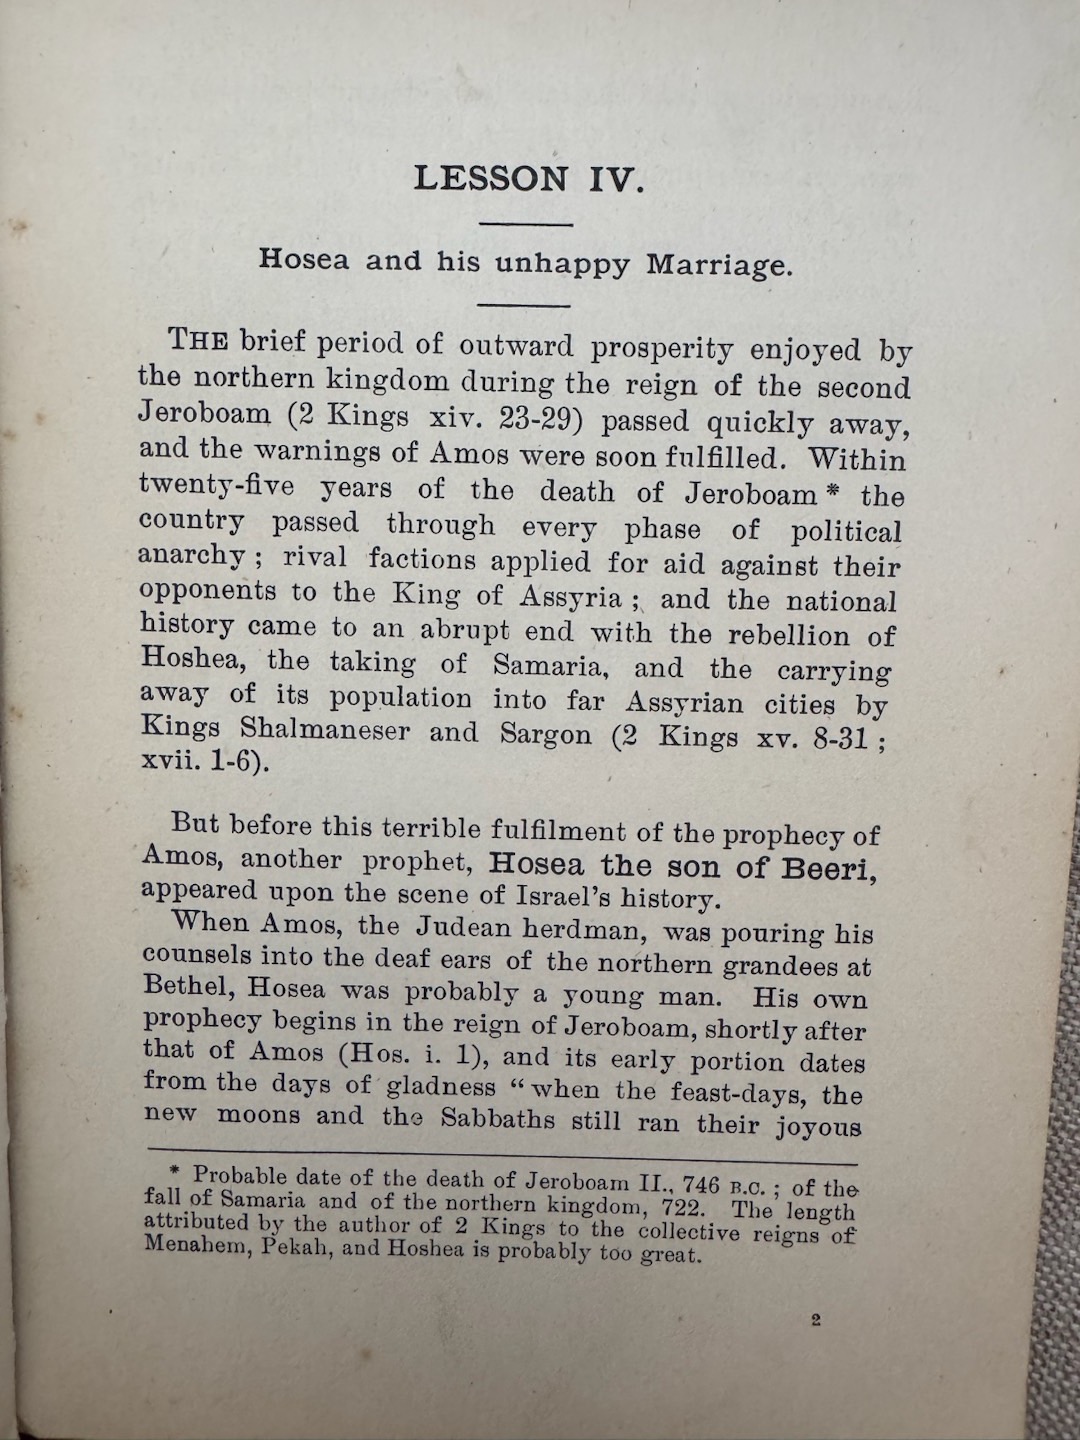 LESSON IV.
Hosea and his unhappy Marriage.
THE brief period of outward prosperity enjoyed by
the northern kingdom during the reign of the second
Jeroboam (2 Kings xiv. 23-29) passed quickly away,
and the warnings of Amos were soon fulfilled. Within
twenty-five years of the death of Jeroboam * the
country passed through every phase of political
anarchy ; rival factions applied for aid against their
opponents to the King of Assyria ; and the national
history came to an abrupt end with the rebellion of
Hoshea, the taking of Samaria, and the carrying
away of its population into far Assyrian cities by
Kings Shalmaneser and Sargon (2 Kings xv. 8-31 ;
xvii. 1-6).
But before this terrible fulfilment of the prophecy of
Amos, another prophet, Hosea the son of Beeri,
appeared upon the scene of Israel's history.
When Amos, the Judean herdman, was pouring his
counsels into the deaf ears of the northern grandees at
Bethel, Hosea was probably a young man. His own
prophecy begins in the reign of Jeroboam, shortly after
that of Amos (Hos. i. 1), and its early portion dates
from the days of gladness “ when the feast-days, the
new moons and the Sabbaths still ran their joyous
* Probable date of the death of Jeroboam II., 746 B.C. ; of the
fall of Samaria and of the northern kingdom, 722. The length
attributed by the author of 2 Kings to the collective reigns of
Menahem, Pekah, and Hoshea is probably too great.
2